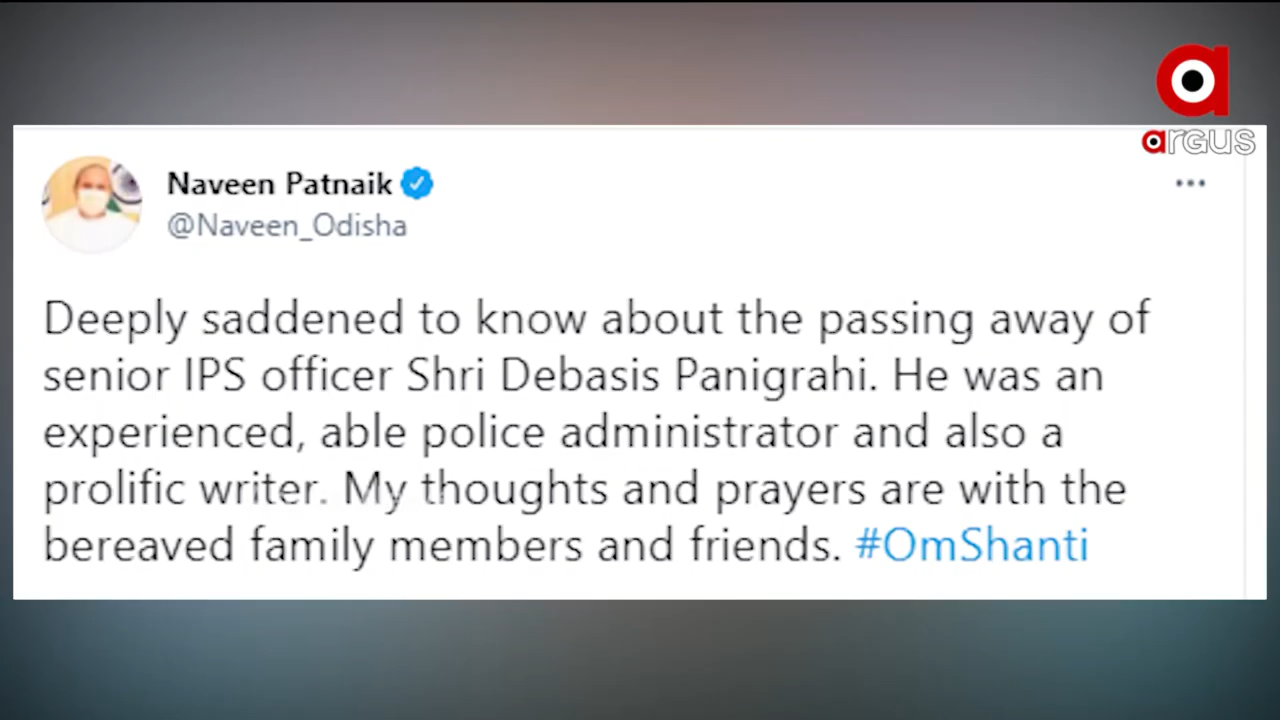 argus
Naveen Patnaik
@Naveen_Odisha
Deeply saddened to know about the passing away of
senior IPS officer Shri Debasis Panigrahi. He was an
experienced, able police administrator and also a
prolific writer. My thoughts and prayers are with the
bereaved family members and friends. #OmShanti